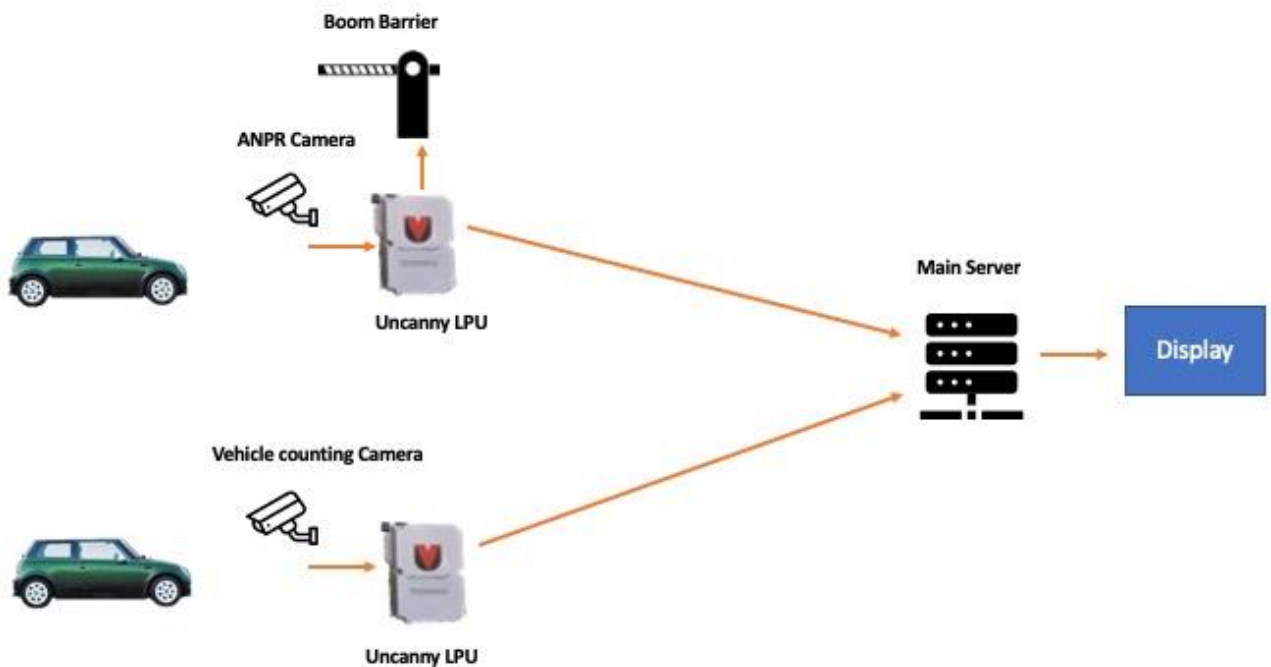 Boom Barrier
ANPR Camera
Uncanny LPU
Main Server
Display
Vehicle counting Camera
Uncanny LPU